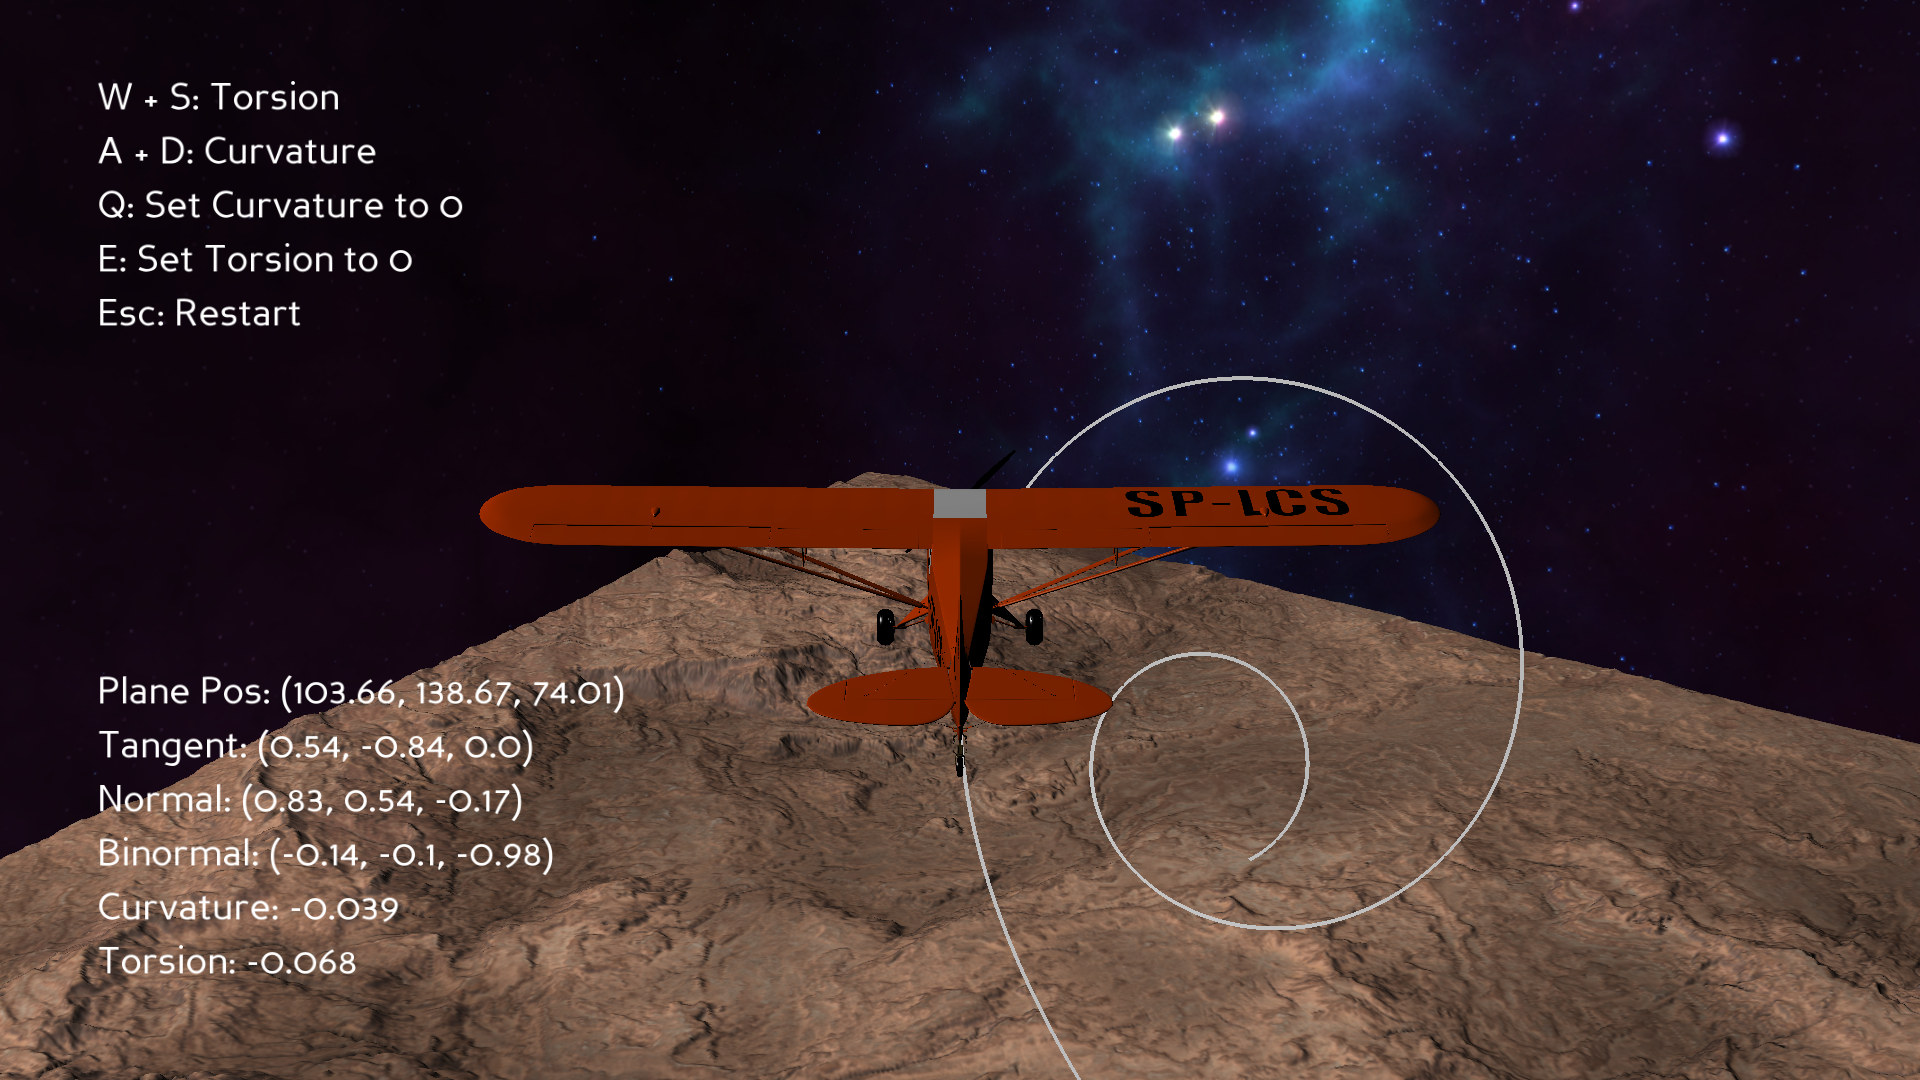 W + S: Torsion
A + D: Curvature
Q: Set Curvature to 0
E: Set Torsion to 0
Esc: Restart
SP-LCS
Plane Pos: (103.66, 138.67, 74.01)
Tangent: (0.54, -0.84, 0.0)
Normal: (0.83, 0.54, -0.17)
Binormal: (-0.14, -0.1, -0.98)
Curvature: -0.039
Torsion: -0.068